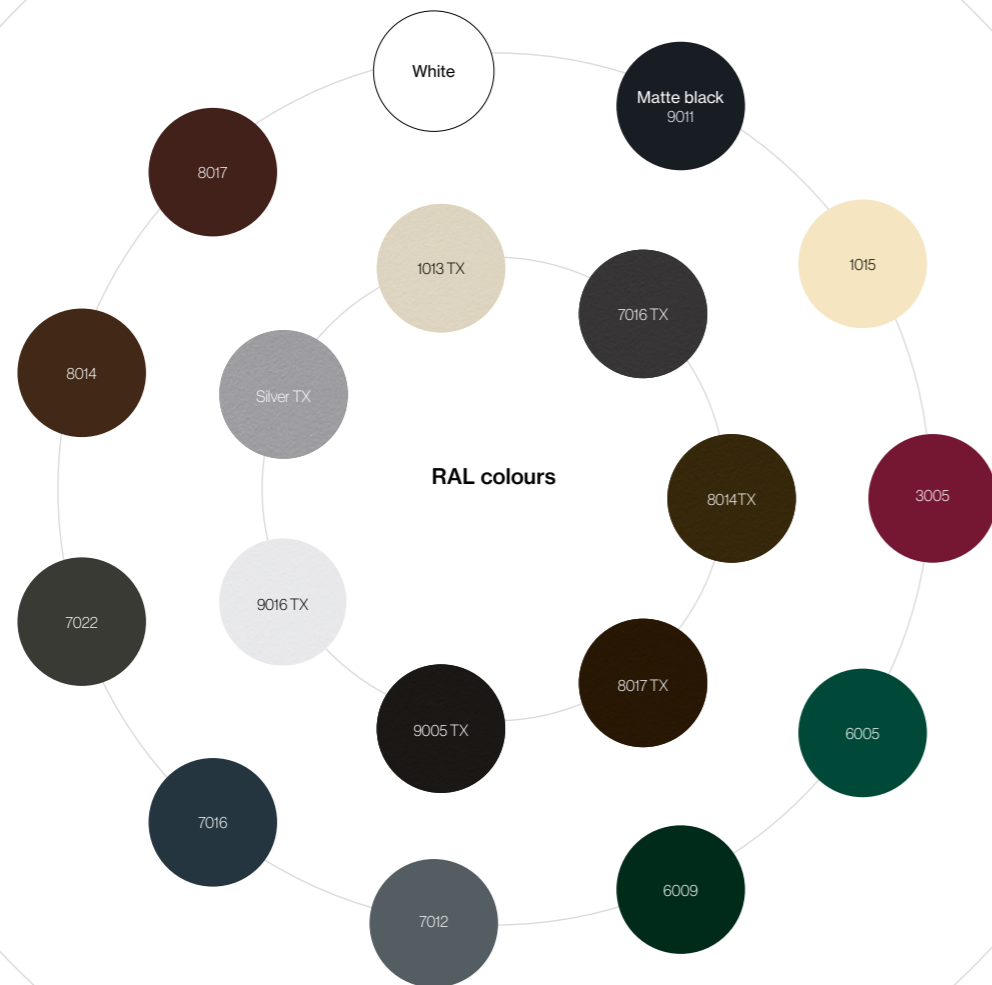 White
Matte black
9011
8017
1015
1013 TX
7016 TX
8014
Silver TX
RAL colours
8014TX
3005
9016 TX
7022
8017 TX
9005 TX
6005
7016
6009
7012